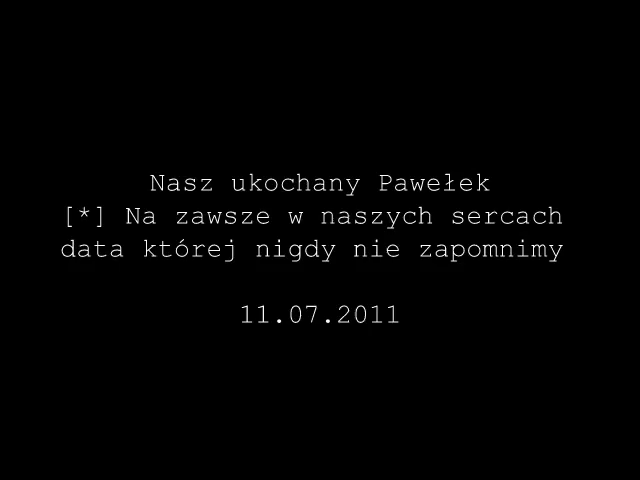 Nasz ukochany Pawełek
[*] Na zawsze w naszych sercach
data której nigdy nie zapomnimy
11.07.2011